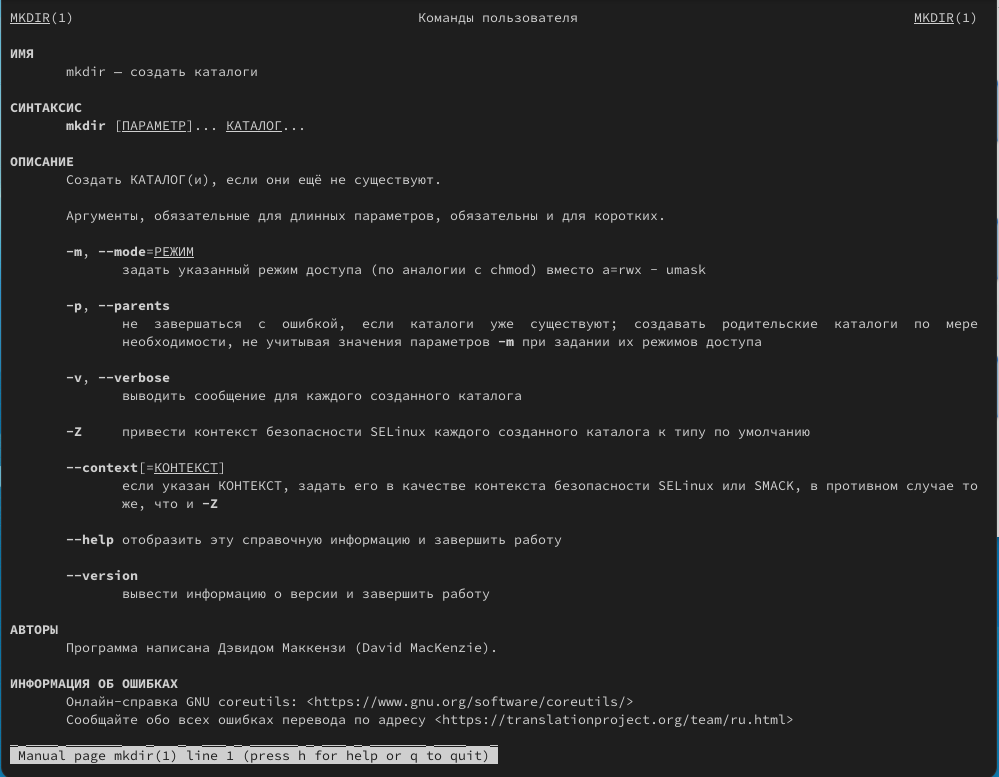 MKDIR(1) Команды пользователя MKDIR(1)
ИМЯ
mkdir — создать каталоги
СИНТАКСИС
mkdir [ПАРАМЕТР]... КАТАЛОГ...
ОПИСАНИЕ
Создать КАТАЛОГ(и), если они ещё не существуют.
Аргументы, обязательные для длинных параметров, обязательны и для коротких.
-m, --mode=РЕЖИМ
задать указанный режим доступа (по аналогии с chmod) вместо a=rwx - umask
-p, --parents
не завершаться с ошибкой, если каталоги уже существуют; создавать родительские каталоги по мере
необходимости, не учитывая значения параметров -m при задании их режимов доступа
-v, --verbose
выводить сообщение для каждого созданного каталога
-Z привести контекст безопасности SELinux каждого созданного каталога к типу по умолчанию
--context[=КОНТЕКСТ]
если указан КОНТЕКСТ, задать его в качестве контекста безопасности SELinux или SMACK, в противном случае то
же, что и -Z
--help отобразить эту справочную информацию и завершить работу
--version
вывести информацию о версии и завершить работу
АВТОРЫ
Программа написана Дэвидом Маккензи (David MacKenzie).
ИНФОРМАЦИЯ ОБ ОШИБКАХ
Онлайн-справка GNU coreutils: <https://www.gnu.org/software/coreutils/>
Сообщайте обо всех ошибках перевода по адресу <https://translationproject.org/team/ru.html>
Manual page mkdir(1) line 1 (press h for help or q to quit)